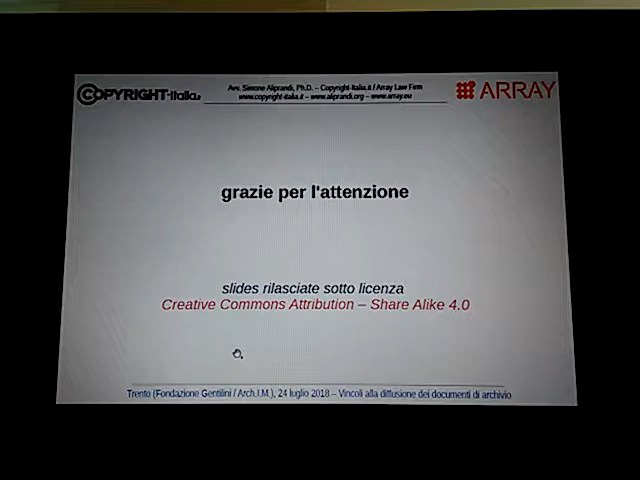 COPYRIGHT-Italia.it
Avv. Simone Aliprandi, Ph.D. – Copyright-Italia.it / Array Law Firm
www.copyright-italia.it – www.aliprandi.org – www.array.eu
ARRAY
grazie per l'attenzione
slides rilasciate sotto licenza
Creative Commons Attribution – Share Alike 4.0
Trento (Fondazione Gentilini / Arch.I.M.), 24 luglio 2018 – Vincoli alla diffusione dei documenti di archivio